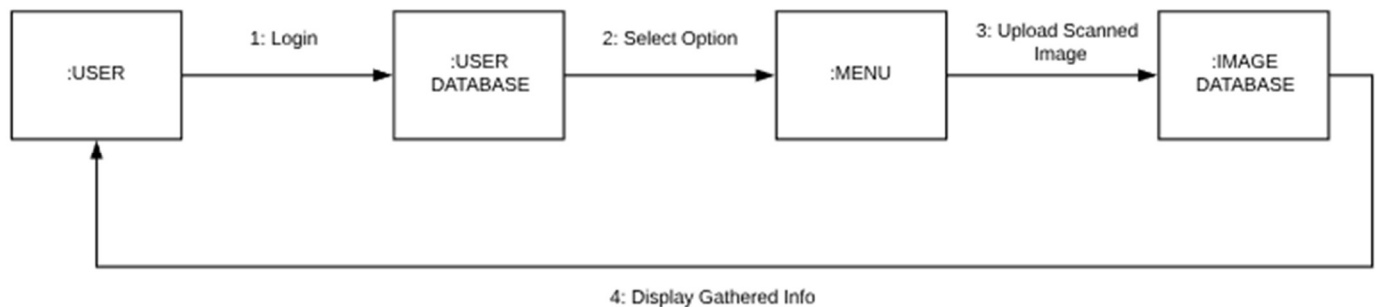 :USER
1: Login
:USER
DATABASE
2: Select Option
:MENU
3: Upload Scanned
Image
:IMAGE
DATABASE
4: Display Gathered Info